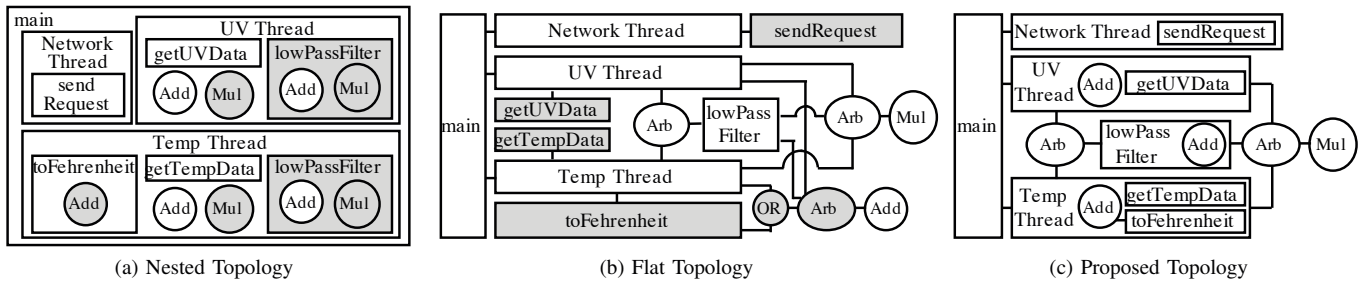 main
UV Thread
Network
Thread
send
Request
getUVData
Add
Mul
lowPassFilter
Add
Mul
Temp Thread
toFehrenheit
Add
getTempData
Add
Mul
lowPassFilter
Add
Mul
(a) Nested Topology
main
Network Thread
sendRequest
UV Thread
getUVData
getTempData
Arb
lowPass
Filter
Arb
Mul
Temp Thread
toFehrenheit
OR
Arb
Add
(b) Flat Topology
main
Network Thread
sendRequest
UV
Thread
Add
getUVData
Arb
lowPass
Filter
Add
Arb
Mul
Temp
Thread
Add
getTempData
toFehrenheit
(c) Proposed Topology